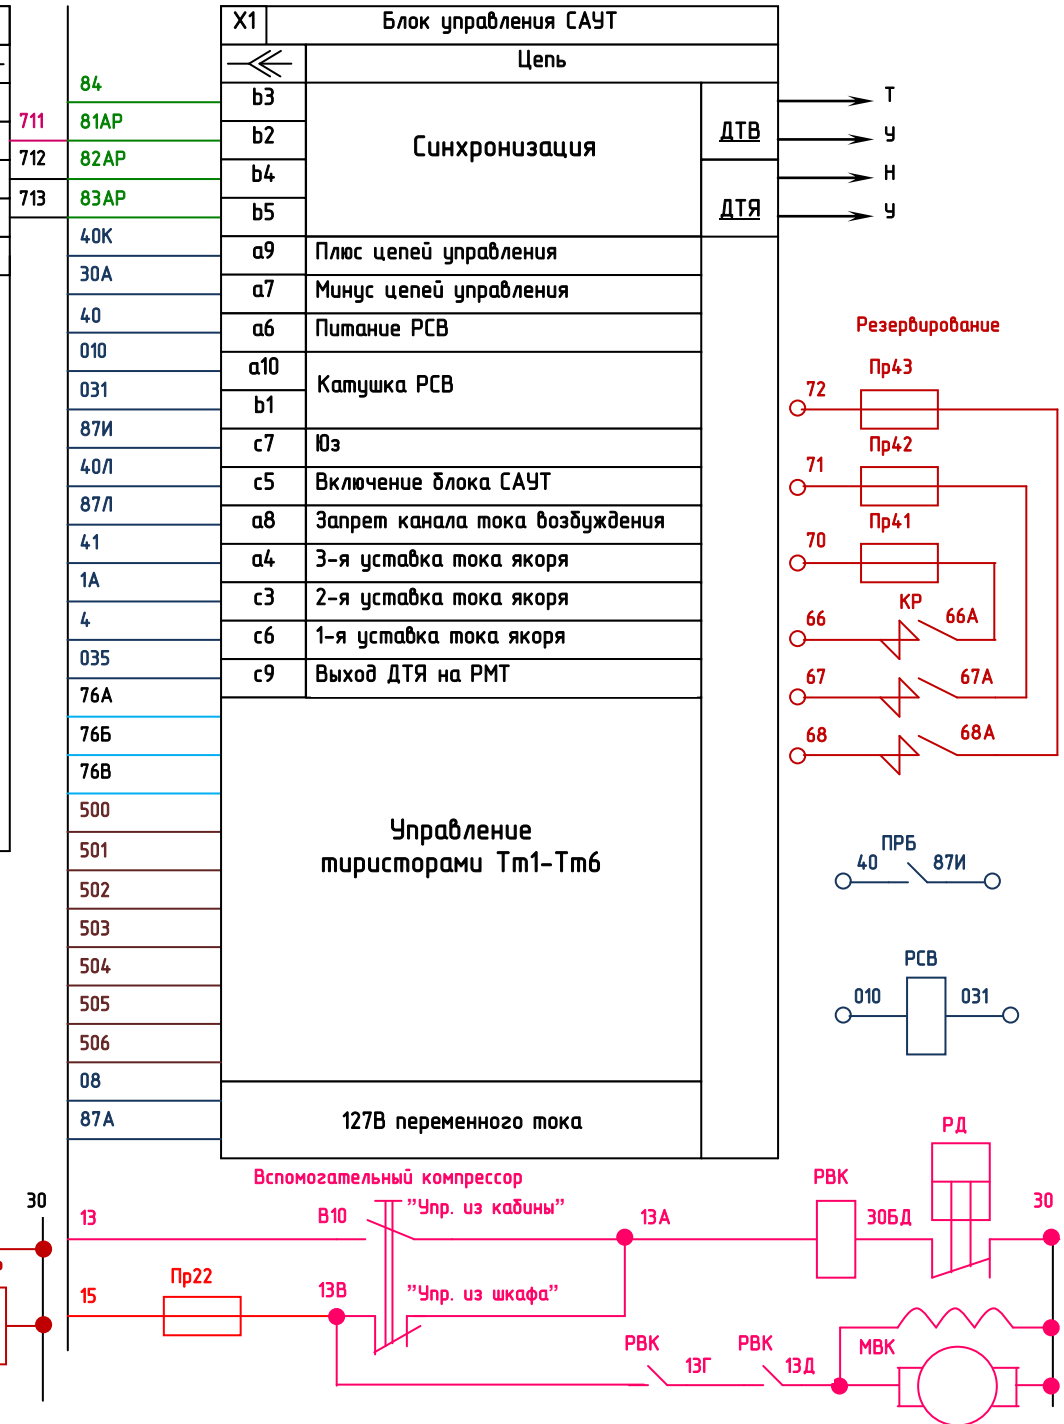 X1 Блок управления САУТ
Цепь
84
b3
711
81АР
b2
712
82АР
b4
713
83АР
b5
Синхронизация
ДТВ
ДТЯ
Т
У
Н
У
40К
a9 Плюс цепей управления
30А
a7 Минус цепей управления
40
a6 Питание РСВ
010
a10
Катушка РСВ
031
b1
87И
c7 Юз
40Л
c5 Включение блока САУТ
87Л
a8 Запрет канала тока возбуждения
41
a4 3-я уставка тока якоря
1А
c3 2-я уставка тока якоря
4
c6 1-я уставка тока якоря
035
c9 Выход ДТЯ на РМТ
76А
76Б
76В
500
501
502
503
504
505
506
Управление
тиристорами Тт1-Тт6
08
87А
127В переменного тока
Резервирование
Пр43
72
Пр42
71
Пр41
70
КР
66
66А
67
67А
68
68А
ПРБ
40
87И
РСВ
010
031
Вспомогательный компрессор
РД
РВК
30
13
В10
"Упр. из кабины"
13А
30БД
30
15
Пр22
13В
"Упр. из шкафа"
РВК
13Г
РВК
13Д
МВК